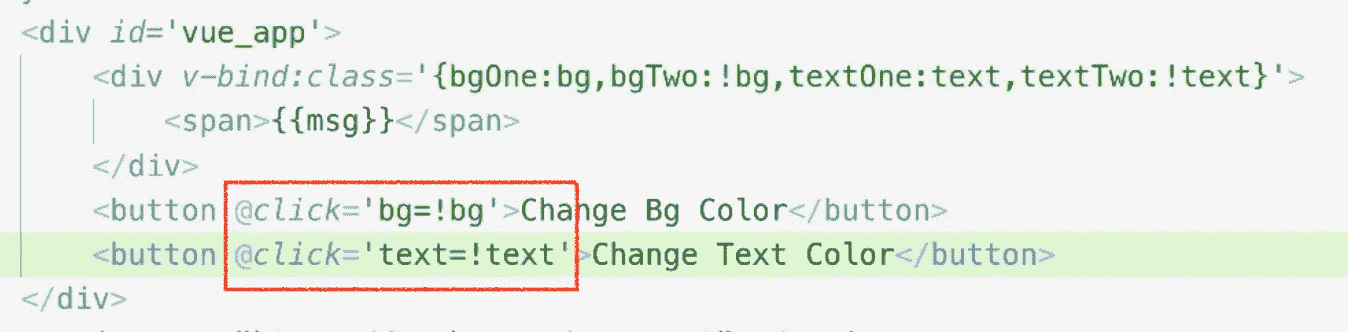 <div id='vue_app'>
<div v-bind:class='{bgOne:bg,bgTwo:!bg,textOne:text,textTwo:!text}'>
<span>{{msg}}</span>
</div>
<button @click='bg=!bg'>Change Bg Color</button>
<button @click='text=!text'>Change Text Color</button>
</div>